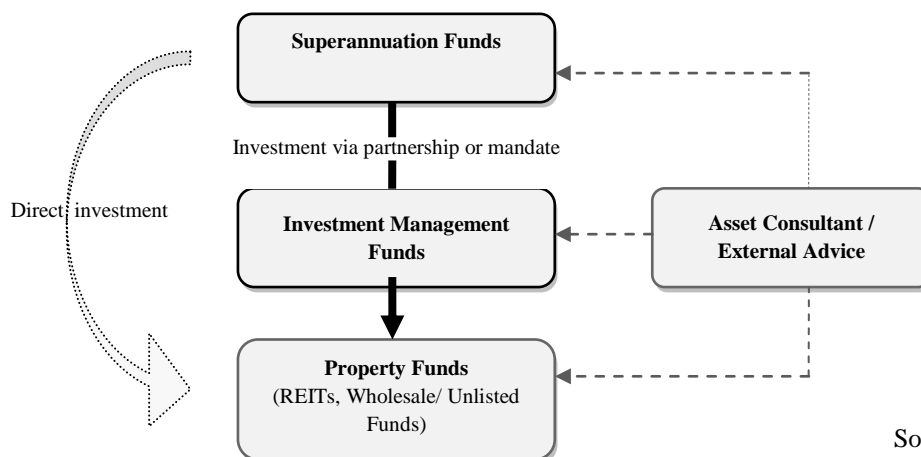 Superannuation Funds
Investment via partnership or mandate
Direct investment
Investment Management
Funds
Asset Consultant /
External Advice
Property Funds
(REITs, Wholesale/ Unlisted
Funds)
So